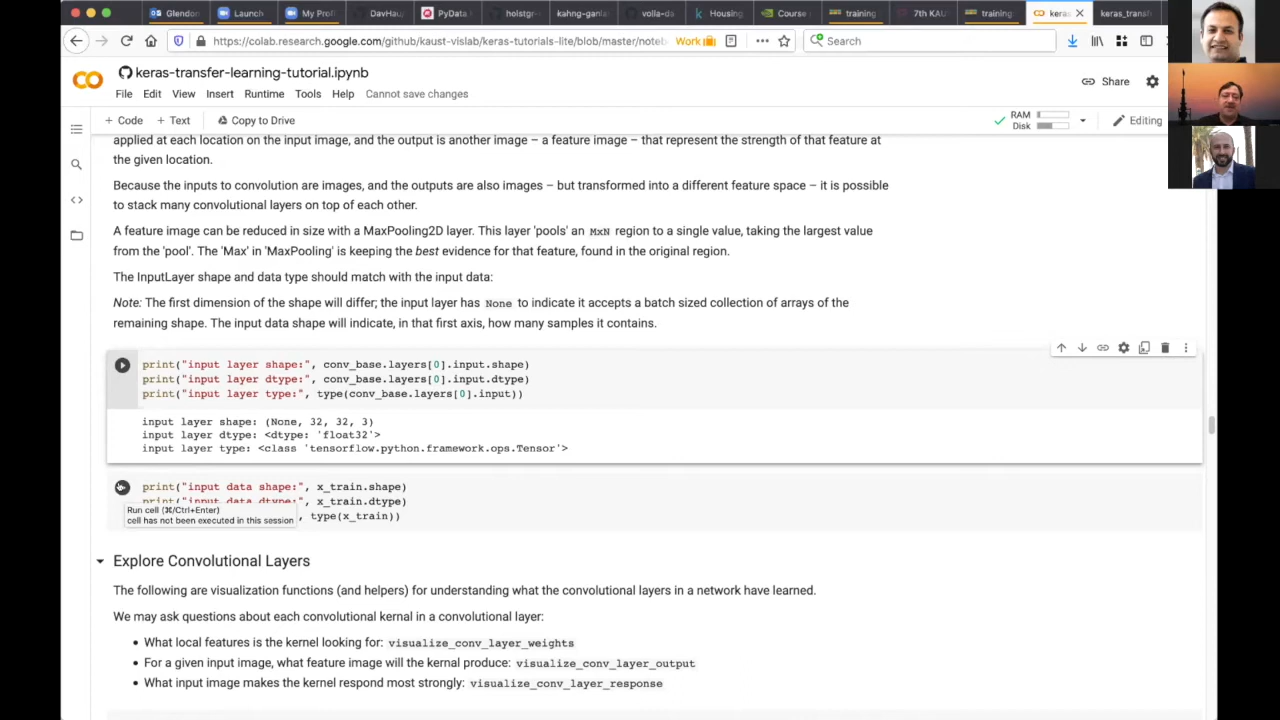 Glendon
Launch
My Profi
DavHaup
PyData
holstgre
kahng-ganlab
volla-da
Housing
Course
training
7th KAU
training
keras
keras_transf
https://colab.research.google.com/github/kaust-vislab/keras-tutorials-lite/blob/master/noteb
Work
Search
keras-transfer-learning-tutorial.ipynb
Share
File Edit View Insert Runtime Tools Help Cannot save changes
+ Code + Text Copy to Drive
RAM
Disk
Editing
applied at each location on the input image, and the output is another image – a feature image – that represent the strength of that feature at
the given location.
Because the inputs to convolution are images, and the outputs are also images – but transformed into a different feature space – it is possible
to stack many convolutional layers on top of each other.
A feature image can be reduced in size with a MaxPooling2D layer. This layer 'pools' an MxN region to a single value, taking the largest value
from the 'pool'. The 'Max' in 'MaxPooling' is keeping the best evidence for that feature, found in the original region.
The InputLayer shape and data type should match with the input data:
Note: The first dimension of the shape will differ; the input layer has None to indicate it accepts a batch sized collection of arrays of the
remaining shape. The input data shape will indicate, in that first axis, how many samples it contains.
print("input layer shape:", conv_base.layers[0].input.shape)
print("input layer dtype:", conv_base.layers[0].input.dtype)
print("input layer type:", type(conv_base.layers[0].input))
input layer shape: (None, 32, 32, 3)
input layer dtype: <dtype: 'float32'>
input layer type: <class 'tensorflow.python.framework.ops.Tensor'>
print("input data shape:", x_train.shape)
print("input data dtype:", x_train.dtype)
Run cell (⌘/Ctrl+Enter)
cell has not been executed in this session
, type(x_train))
Explore Convolutional Layers
The following are visualization functions (and helpers) for understanding what the convolutional layers in a network have learned.
We may ask questions about each convolutional kernal in a convolutional layer:
• What local features is the kernel looking for: visualize_conv_layer_weights
• For a given input image, what feature image will the kernal produce: visualize_conv_layer_output
• What input image makes the kernel respond most strongly: visualize_conv_layer_response